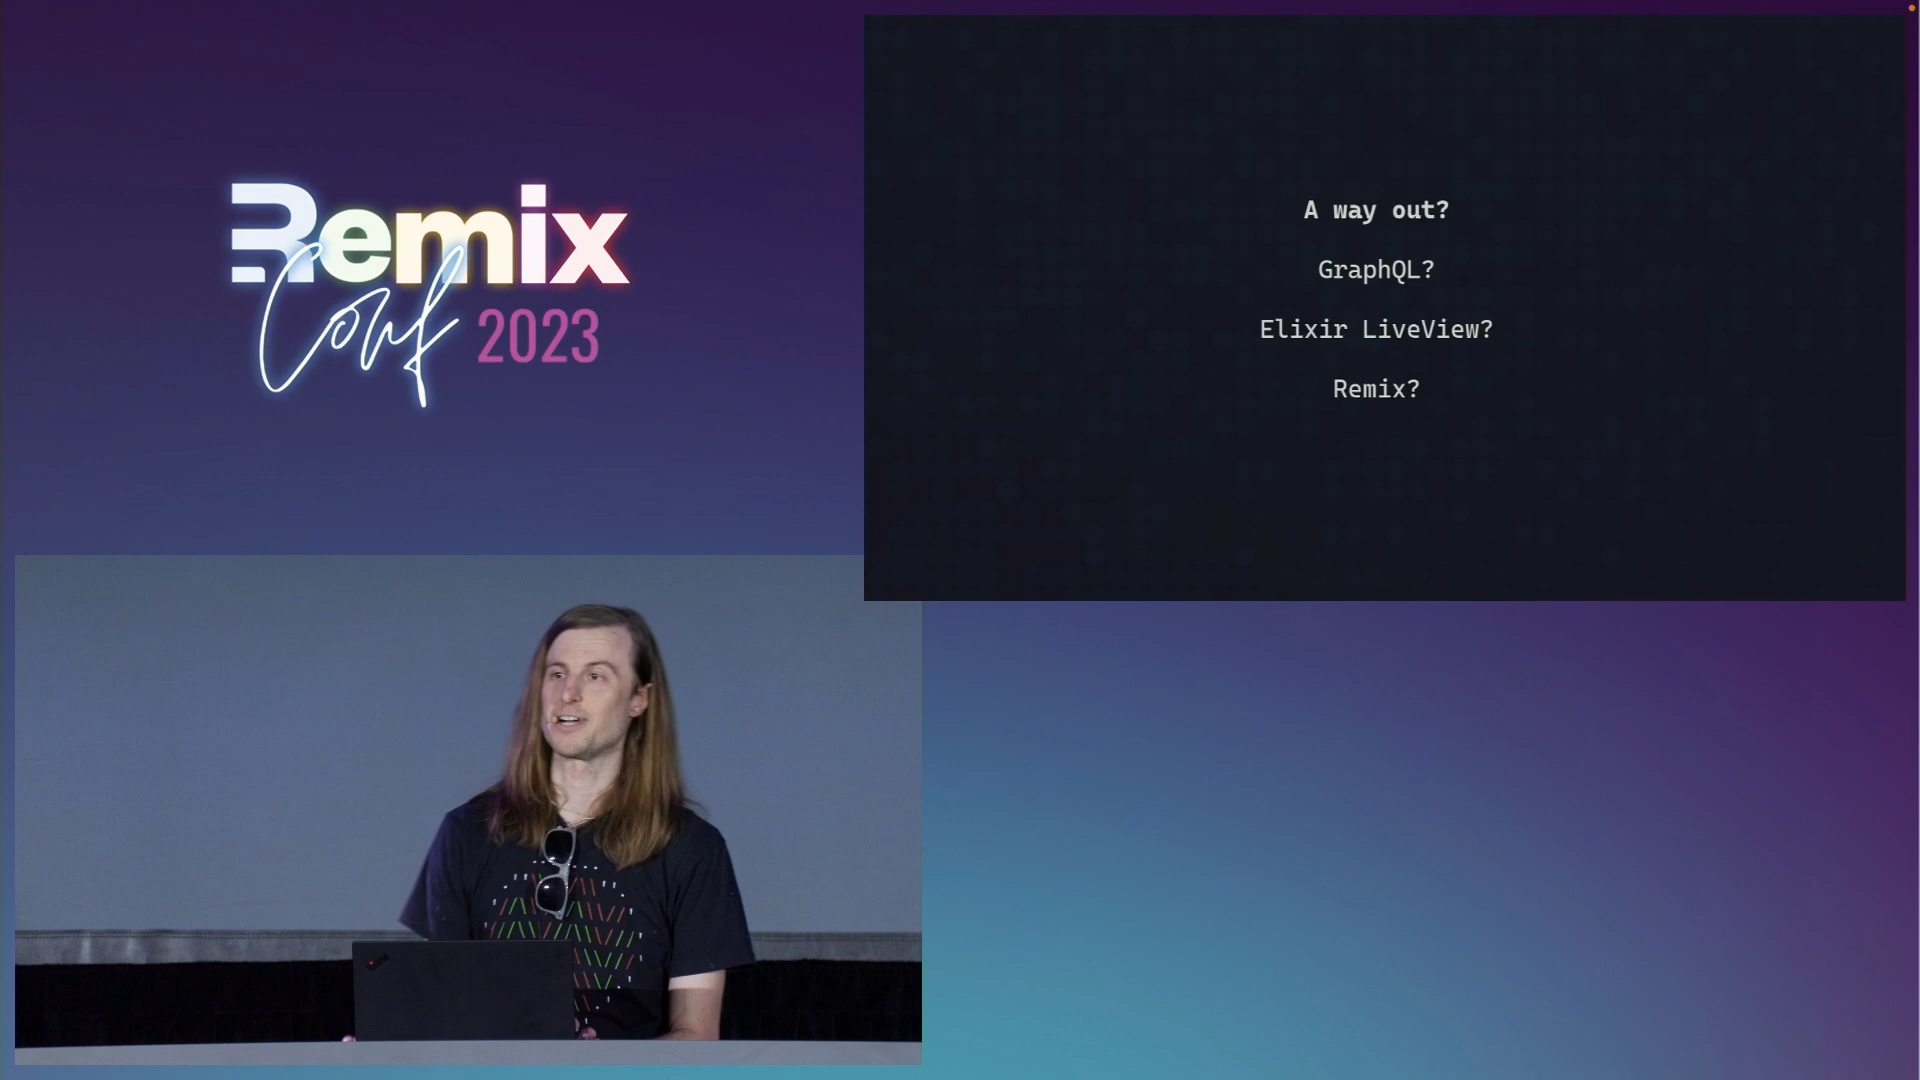 Remix
Conf 2023
A way out?
GraphQL?
Elixir LiveView?
Remix?